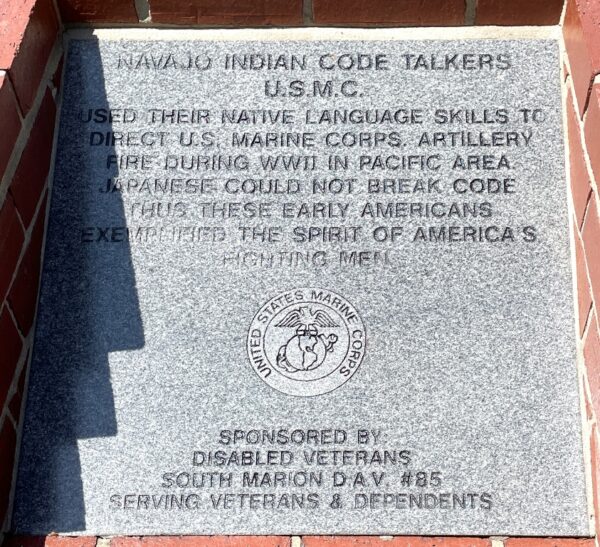 NAVAJO INDIAN CODE TALKERS
U.S.M.C.
USED THEIR NATIVE LANGUAGE SKILLS TO
DIRECT U.S. MARINE CORPS. ARTILLERY
FIRE DURING WWII IN PACIFIC AREA
JAPANESE COULD NOT BREAK CODE
THUS THESE EARLY AMERICANS
EXEMPLIFIED THE SPIRIT OF AMERICA'S
FIGHTING MEN
UNITED STATES MARINE CORPS
SPONSORED BY:
DISABLED VETERANS
SOUTH MARION D.A.V. #85
SERVING VETERANS & DEPENDENTS